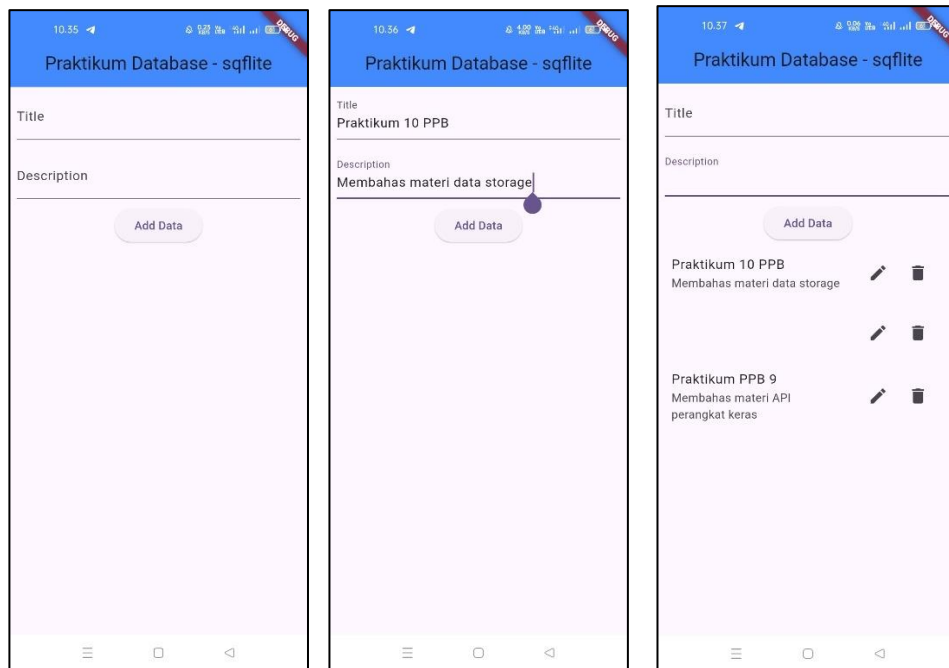 10.35
DEBUG
Praktikum Database - sqflite
Title
Description
Add Data
10.36
DEBUG
Praktikum Database - sqflite
Title
Praktikum 10 PPB
Description
Membahas materi data storage
Add Data
10.37
DEBUG
Praktikum Database - sqflite
Title
Description
Add Data
Praktikum 10 PPB
Membahas materi data storage
Praktikum PPB 9
Membahas materi API
perangkat keras